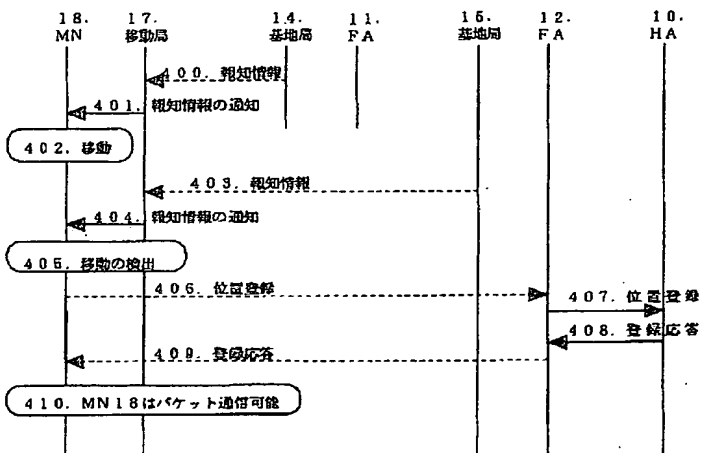 18. 17. 14. 11. 15. 12. 10.
MN 移動局 基地局 FA 基地局 FA HA
400. 報知情報
401. 報知情報の通知
402. 移動
403. 報知情報
404. 報知情報の通知
405. 移動の検出
406. 位置登録
407. 位置登録
408. 登録応答
409. 登録応答
410. MN18はパケット通信可能